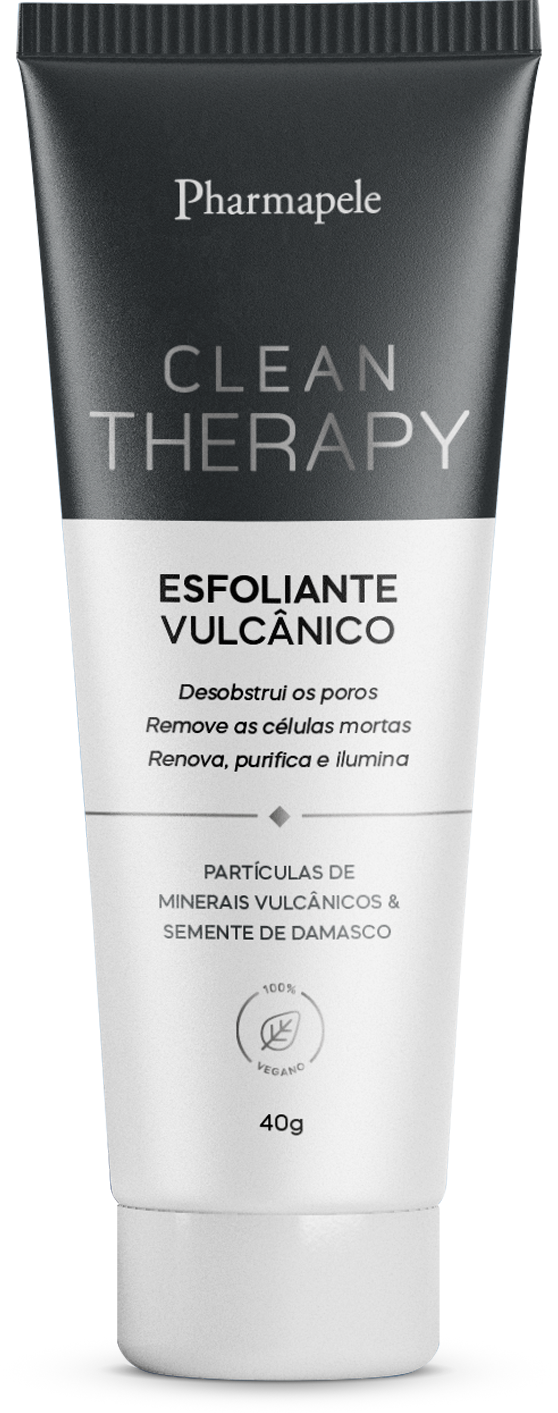 Pharmapele
CLEAN
THERAPY
ESFOLIANTE
VULCÂNICO
Desobstrui os poros
Remove as células mortas
Renova, purifica e ilumina
PARTÍCULAS DE
MINERAIS VULCÂNICOS &
SEMENTE DE DAMASCO
100%
VEGANO
40g